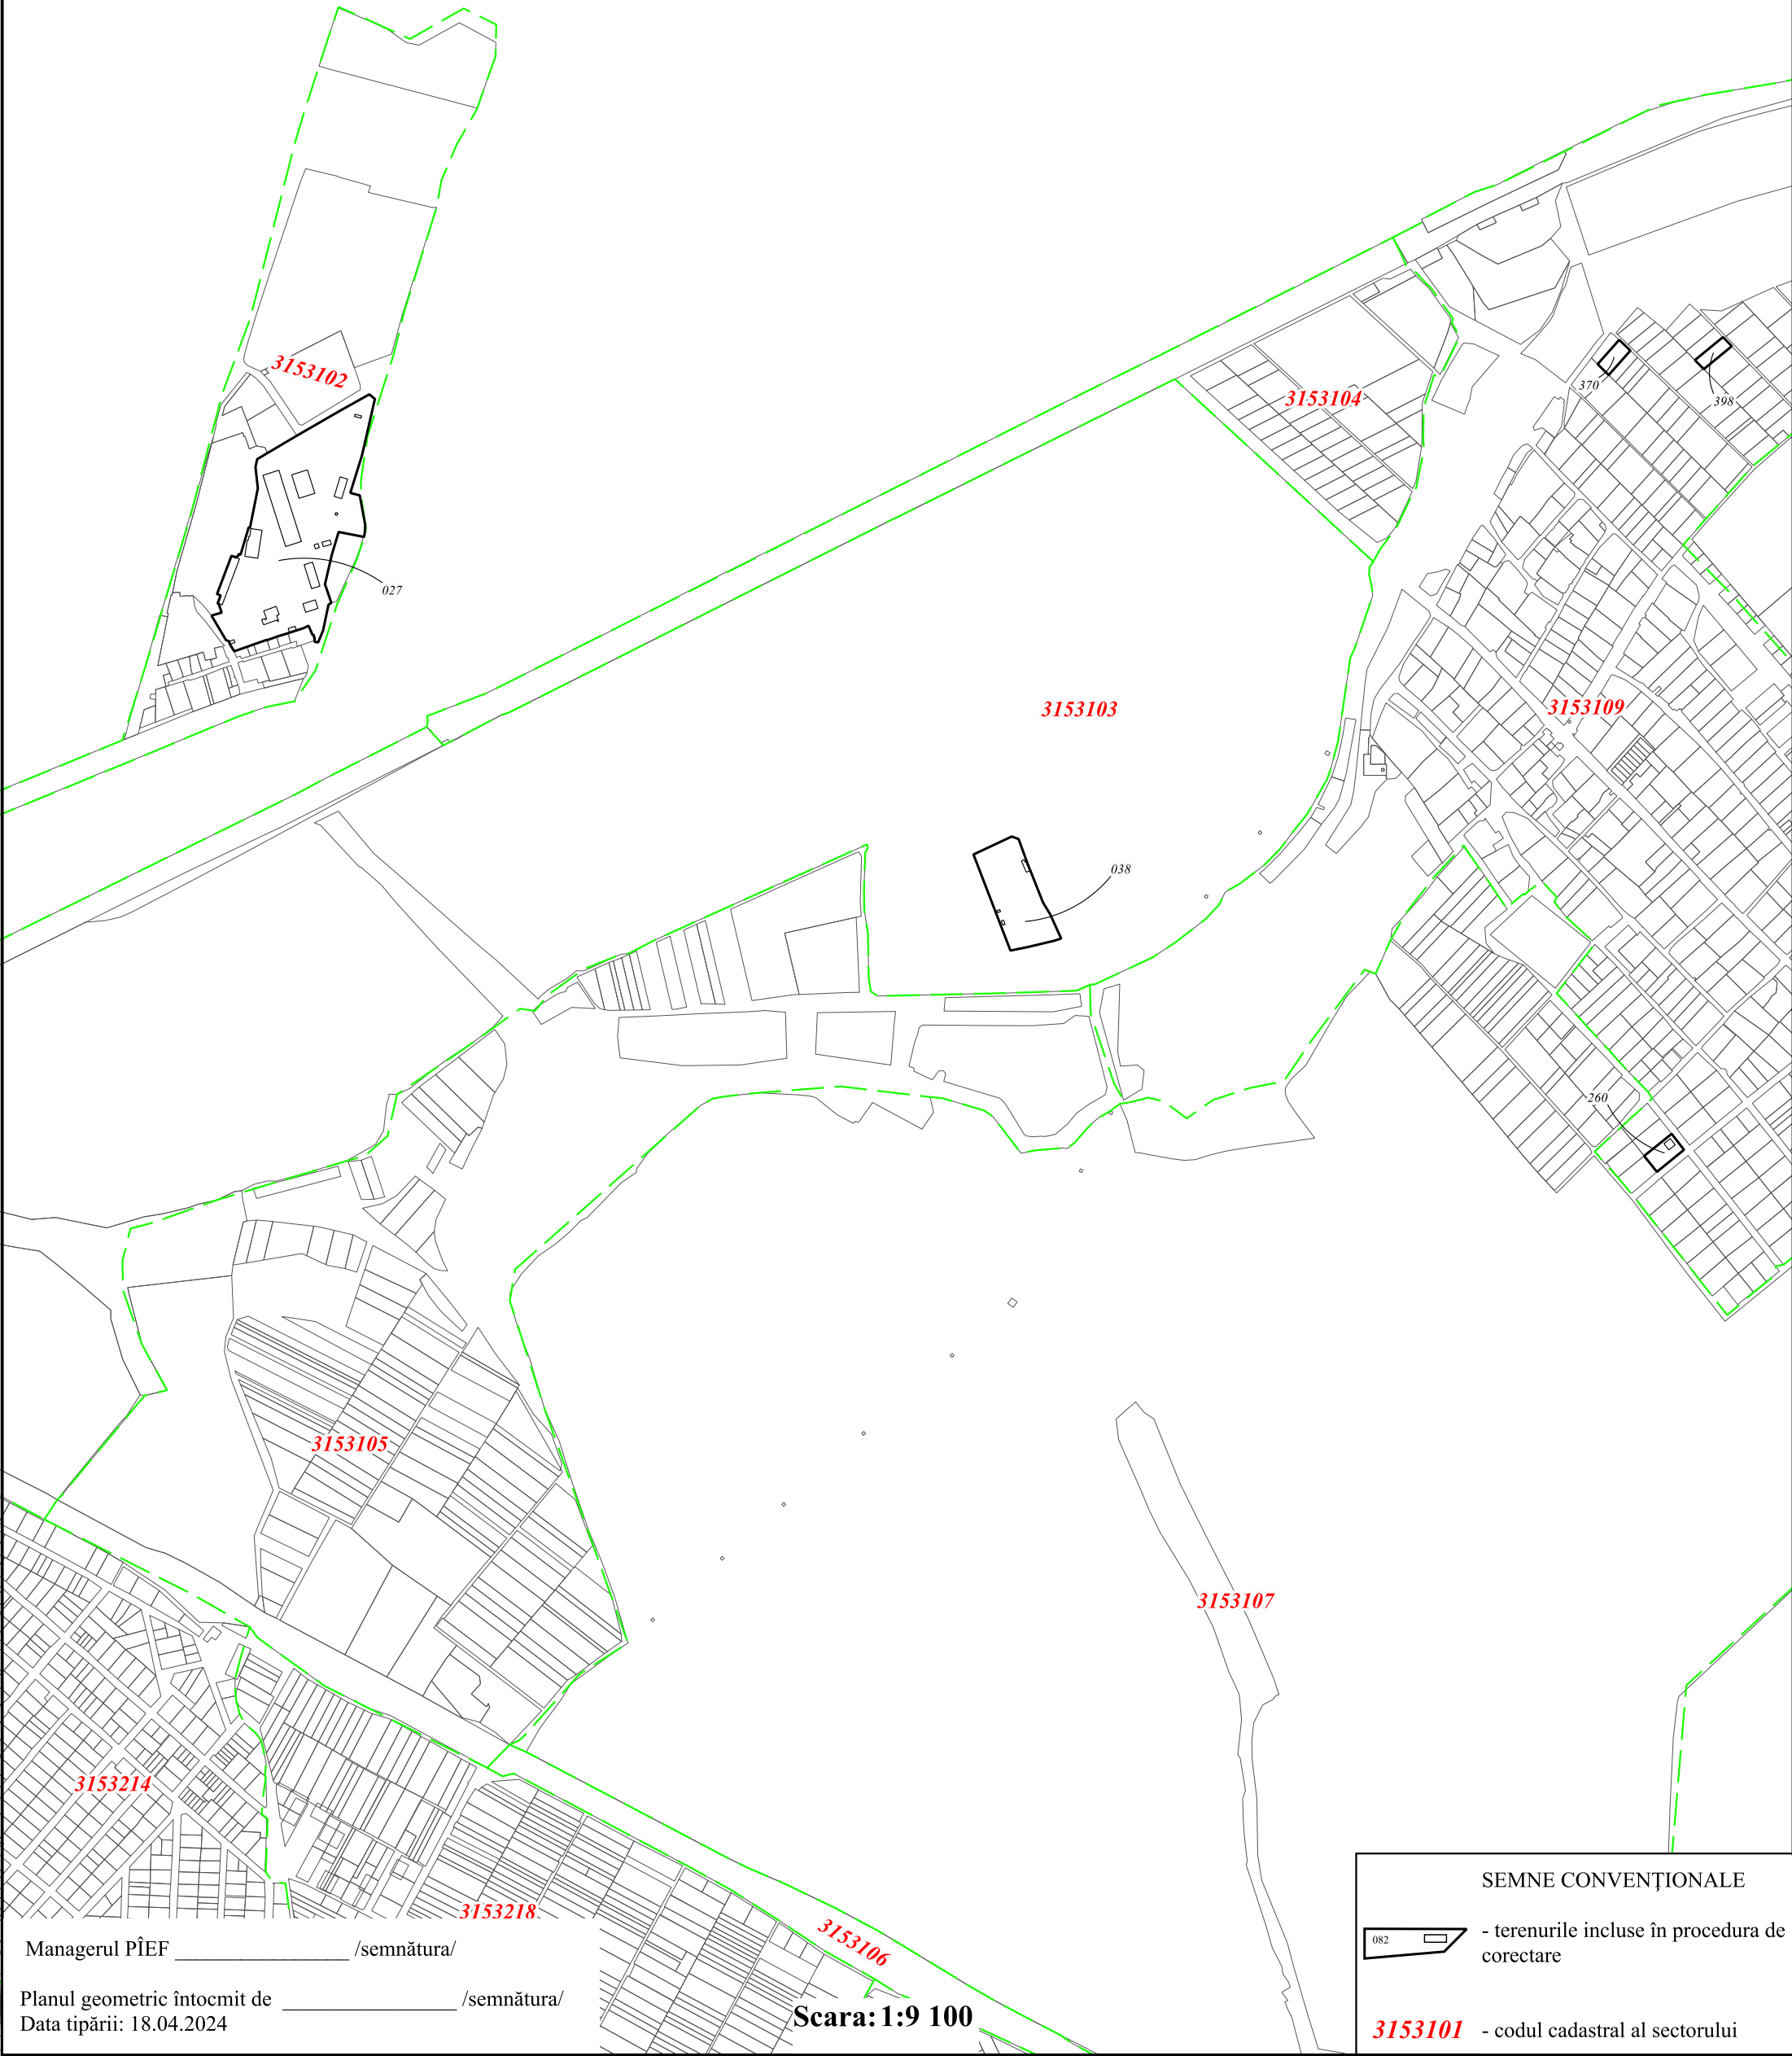 3153102
370
3153104
398
027
3153103
3153109
038
260
3153105
3153107
3153214
3153218
3153106
Managerul PÎEF ________________ /semnătura/
Planul geometric întocmit de ________________ /semnătura/
Data tipării: 18.04.2024
Scara: 1:9 100
SEMNE CONVENŢIONALE
082
- terenurile incluse în procedura de
corectare
3153101 - codul cadastral al sectorului